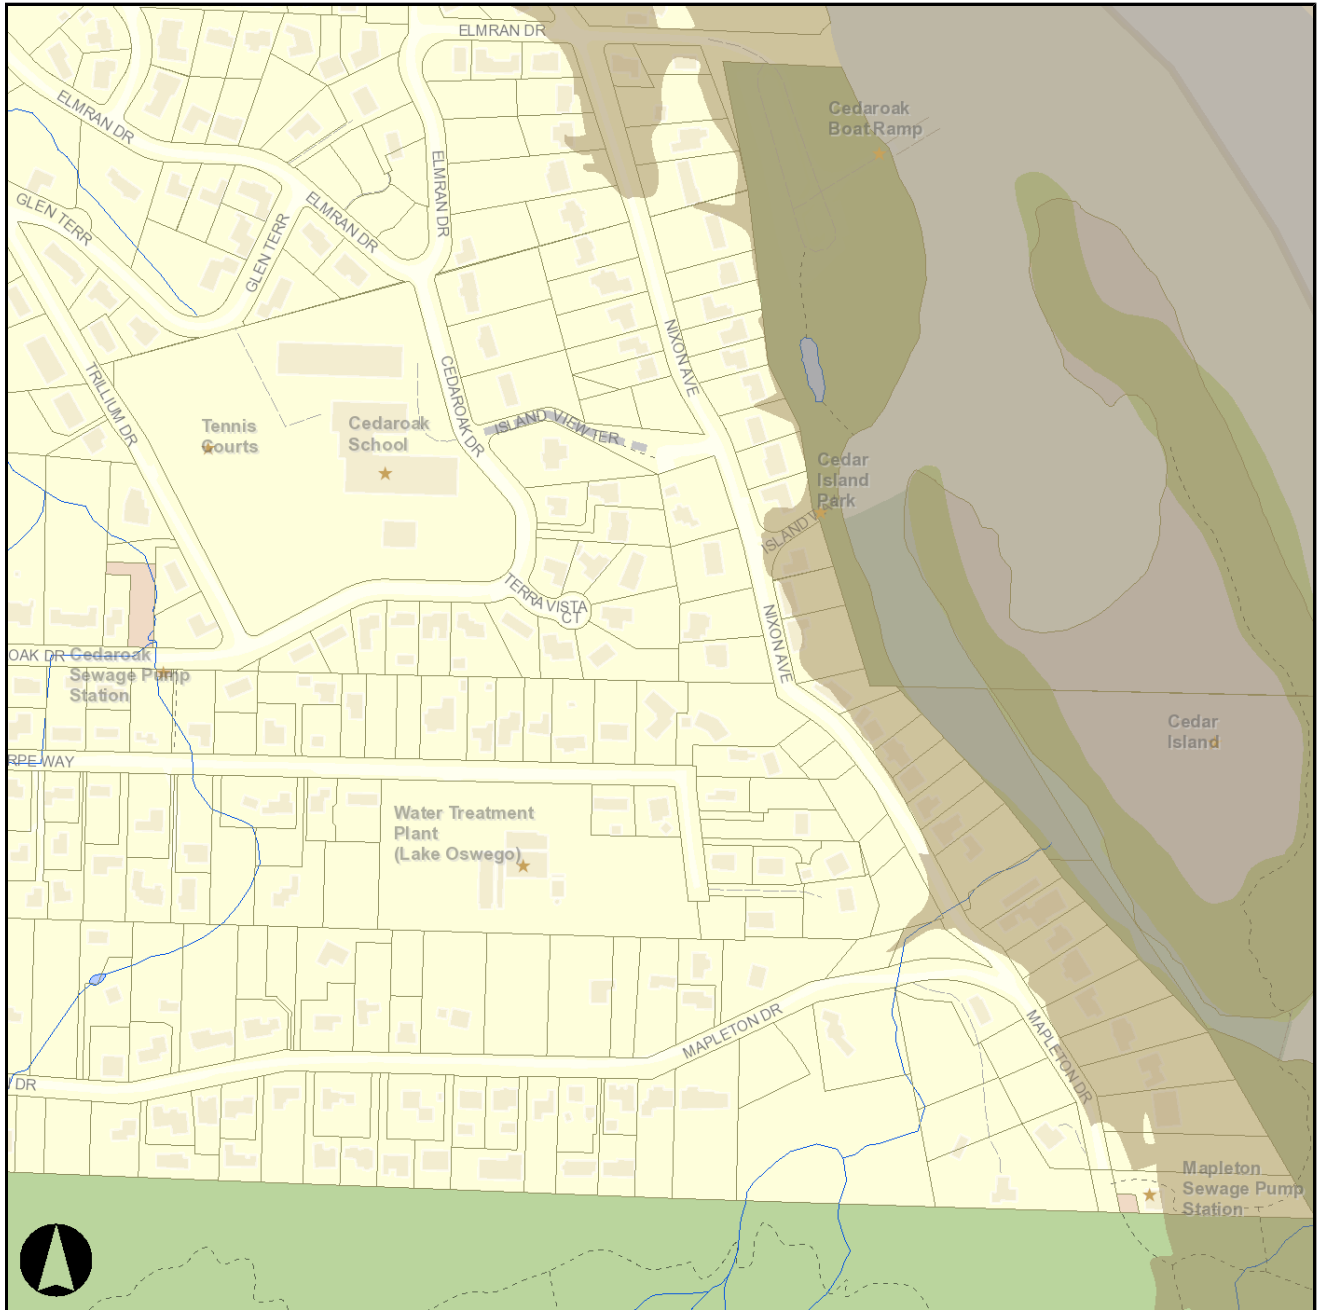 ELMRAN DR
ELMRAN DR
Cedaroak
Boat Ramp
ELMRAN DR
ELMRAN DR
GLEN TERR
GLEN TERR
NIXON AVE
TRILLIUM DR
CEDAROAK DR
Tennis
Courts
Cedaroak
School
ISLAND VIEW TER
Cedar
Island
Park
ISLAND V
TERRA VISTA
CT
NIXON AVE
OAK DR
Cedaroak
Sewage Pump
Station
Cedar
Island
RPE WAY
Water Treatment
Plant
(Lake Oswego)
MAPLETON DR
MAPLETON DR
DR
Mapleton
Sewage Pump
Station